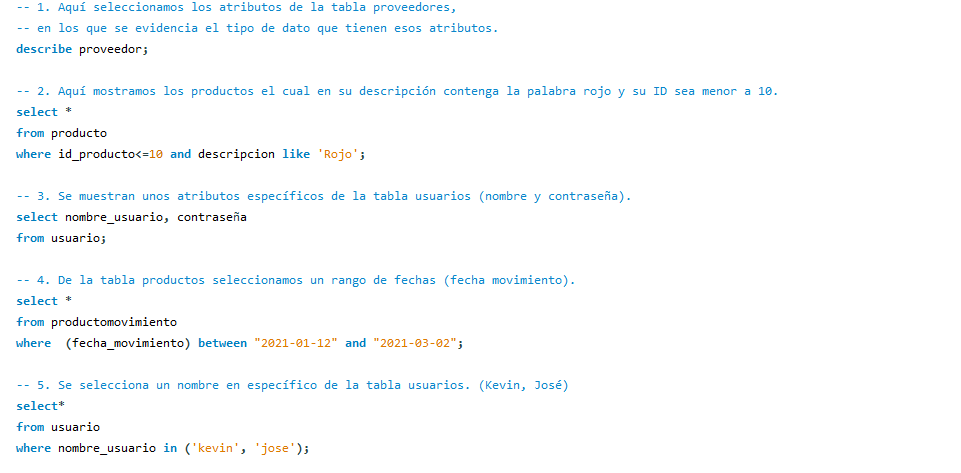 -- 1. Aquí seleccionamos los atributos de la tabla proveedores,
-- en los que se evidencia el tipo de dato que tienen esos atributos.
describe proveedor;
-- 2. Aquí mostramos los productos el cual en su descripción contenga la palabra rojo y su ID sea menor a 10.
select *
from producto
where id_producto<=10 and descripcion like 'Rojo';
-- 3. Se muestran unos atributos específicos de la tabla usuarios (nombre y contraseña).
select nombre_usuario, contraseña
from usuario;
-- 4. De la tabla productos seleccionamos un rango de fechas (fecha movimiento).
select *
from productomovimiento
where  (fecha_movimiento) between "2021-01-12" and "2021-03-02";
-- 5. Se selecciona un nombre en específico de la tabla usuarios. (Kevin, José)
select*
from usuario
where nombre_usuario in ('kevin', 'jose');